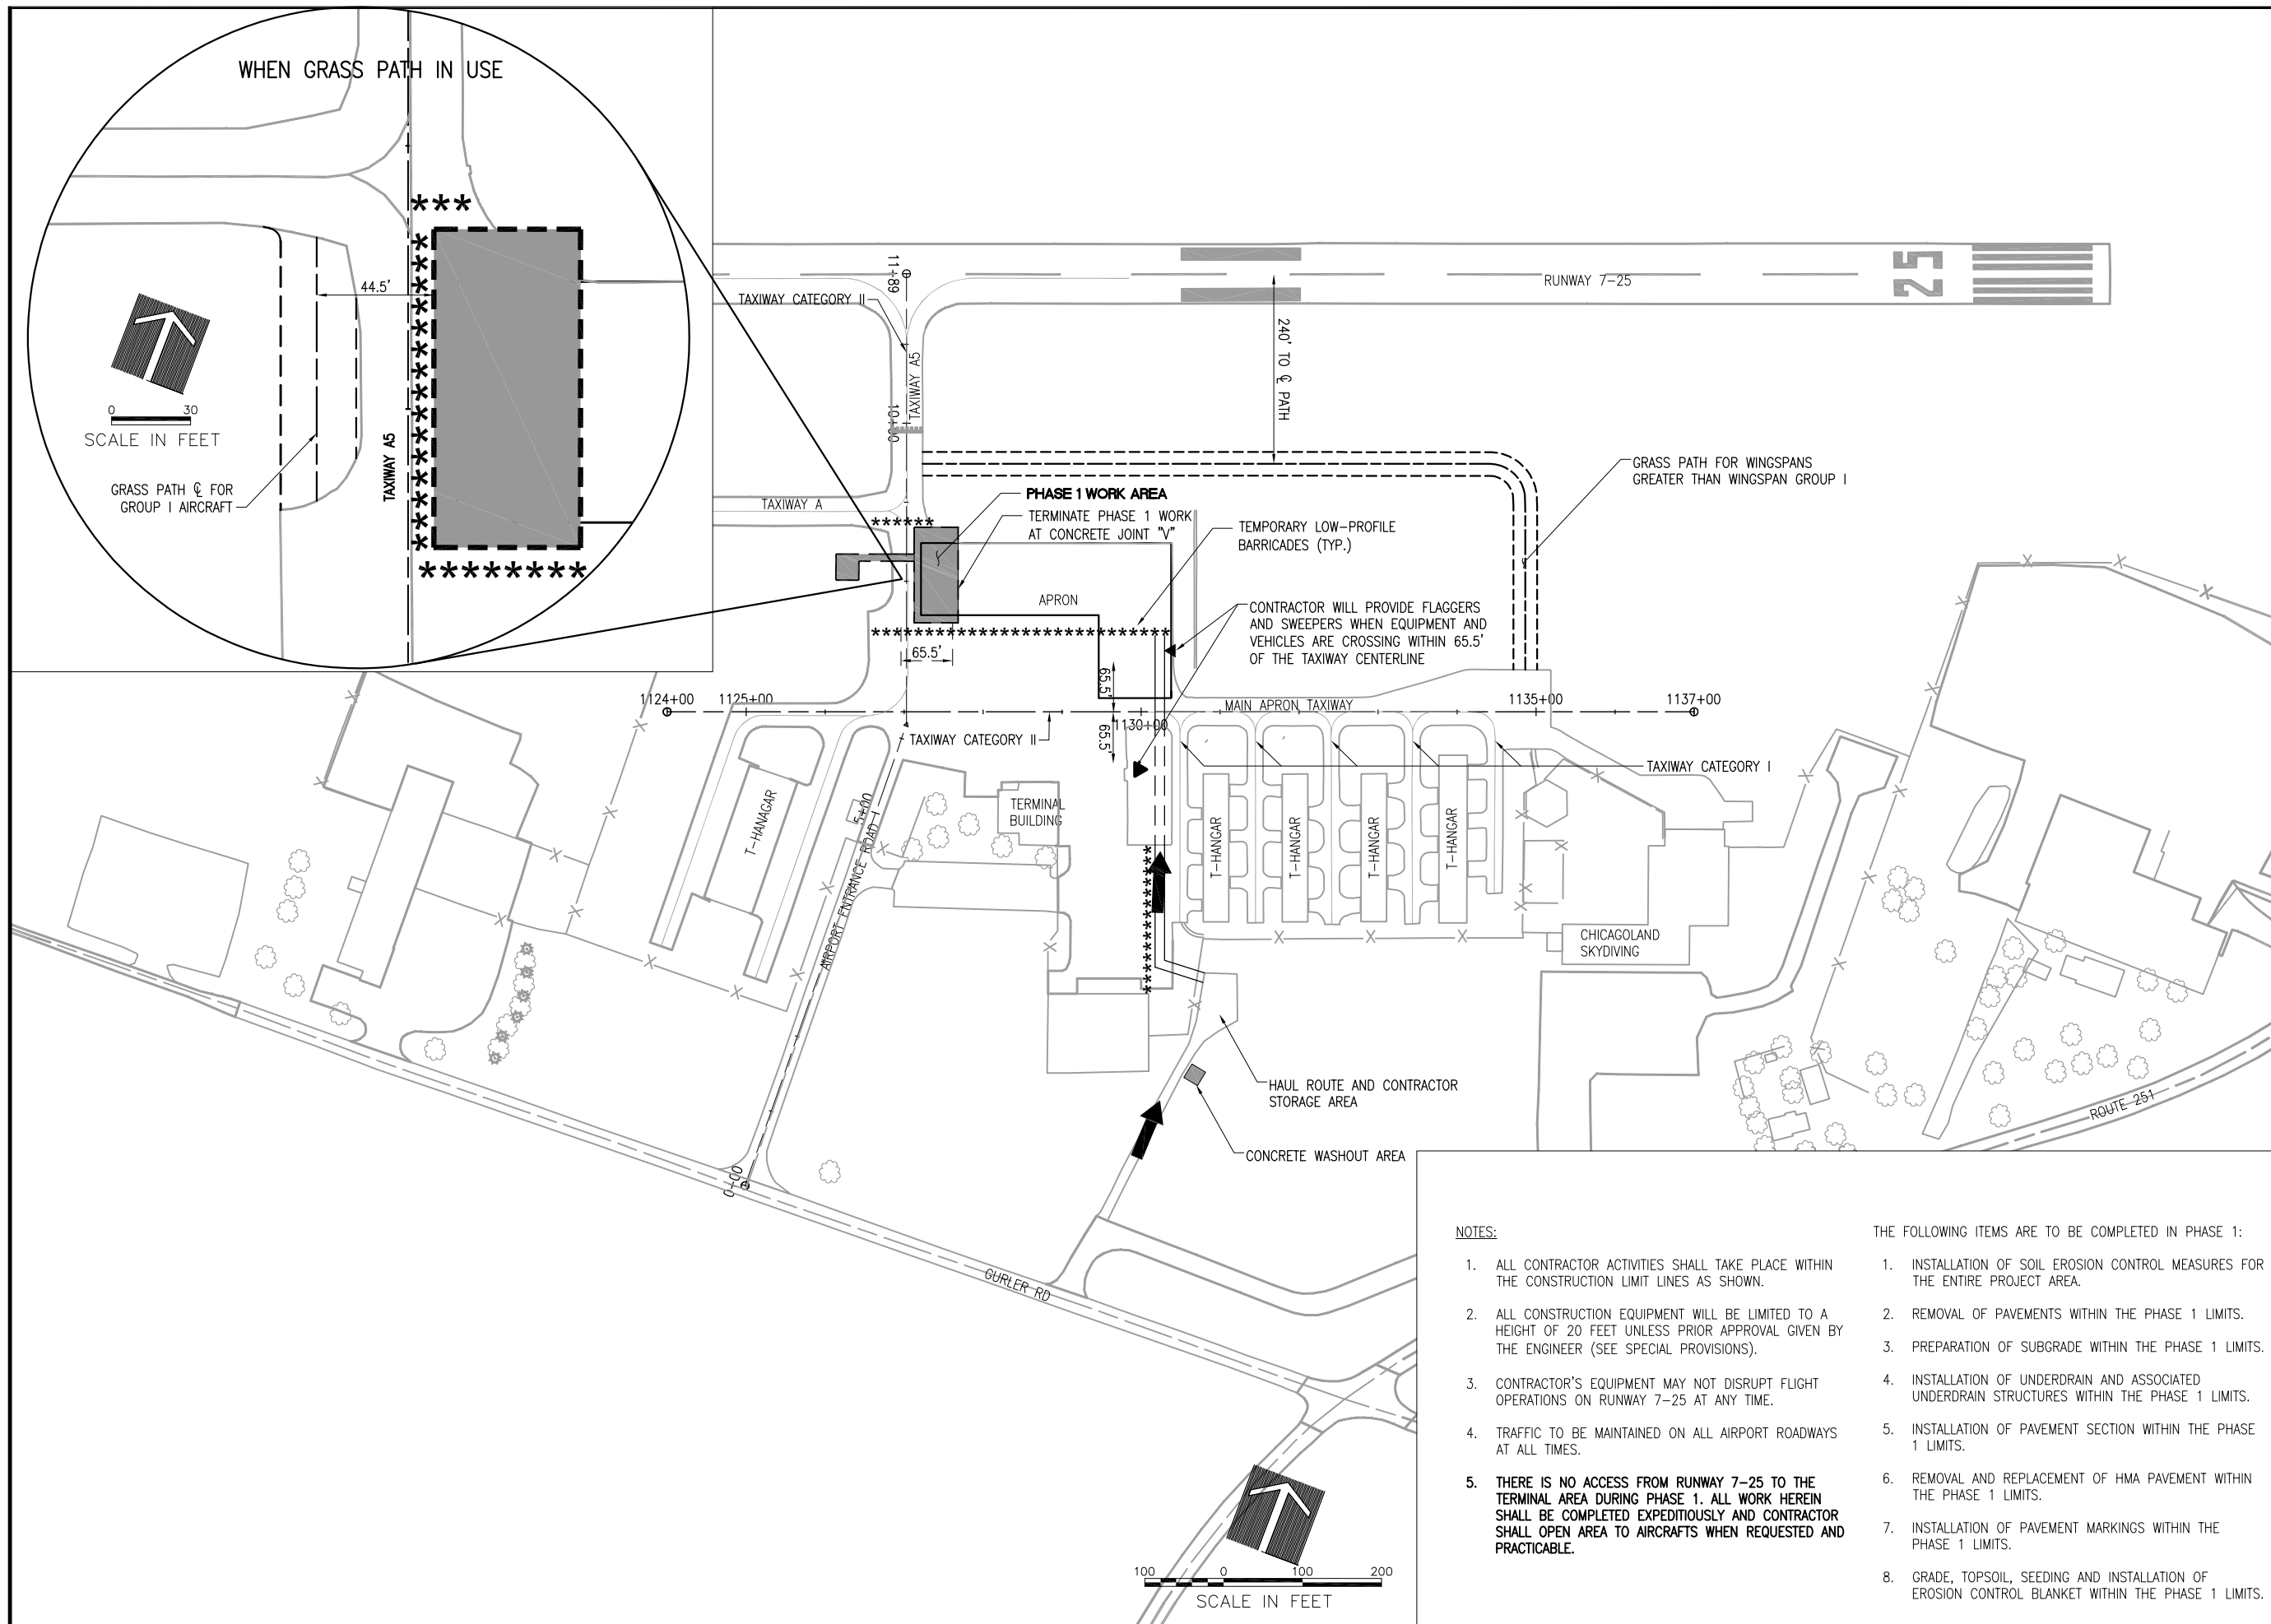 WHEN GRASS PATH IN USE
44.5'
0 30
SCALE IN FEET
GRASS PATH ℄ FOR
GROUP I AIRCRAFT
TAXIWAY A5
11+89
TAXIWAY CATEGORY II
TAXIWAY A5
10+00
RUNWAY 7-25
25
240' TO ℄ PATH
GRASS PATH FOR WINGSPANS
GREATER THAN WINGSPAN GROUP I
TAXIWAY A
PHASE 1 WORK AREA
TERMINATE PHASE 1 WORK
AT CONCRETE JOINT "V"
TEMPORARY LOW-PROFILE
BARRICADES (TYP.)
APRON
CONTRACTOR WILL PROVIDE FLAGGERS
AND SWEEPERS WHEN EQUIPMENT AND
VEHICLES ARE CROSSING WITHIN 65.5'
OF THE TAXIWAY CENTERLINE
65.5'
65.5'
65.5'
1124+00
1125+00
1130+00
MAIN APRON TAXIWAY
1135+00
1137+00
TAXIWAY CATEGORY II
TAXIWAY CATEGORY I
T-HANAGAR
5+00
AIRPORT ENTRANCE ROAD 1
TERMINAL
BUILDING
T-HANGAR
T-HANGAR
T-HANGAR
T-HANGAR
CHICAGOLAND
SKYDIVING
HAUL ROUTE AND CONTRACTOR
STORAGE AREA
CONCRETE WASHOUT AREA
0+00
GURLER RD
ROUTE 251
100 0 100 200
SCALE IN FEET
NOTES:
1. ALL CONTRACTOR ACTIVITIES SHALL TAKE PLACE WITHIN
THE CONSTRUCTION LIMIT LINES AS SHOWN.
2. ALL CONSTRUCTION EQUIPMENT WILL BE LIMITED TO A
HEIGHT OF 20 FEET UNLESS PRIOR APPROVAL GIVEN BY
THE ENGINEER (SEE SPECIAL PROVISIONS).
3. CONTRACTOR'S EQUIPMENT MAY NOT DISRUPT FLIGHT
OPERATIONS ON RUNWAY 7-25 AT ANY TIME.
4. TRAFFIC TO BE MAINTAINED ON ALL AIRPORT ROADWAYS
AT ALL TIMES.
5. THERE IS NO ACCESS FROM RUNWAY 7-25 TO THE
TERMINAL AREA DURING PHASE 1. ALL WORK HEREIN
SHALL BE COMPLETED EXPEDITIOUSLY AND CONTRACTOR
SHALL OPEN AREA TO AIRCRAFTS WHEN REQUESTED AND
PRACTICABLE.
THE FOLLOWING ITEMS ARE TO BE COMPLETED IN PHASE 1:
1. INSTALLATION OF SOIL EROSION CONTROL MEASURES FOR
THE ENTIRE PROJECT AREA.
2. REMOVAL OF PAVEMENTS WITHIN THE PHASE 1 LIMITS.
3. PREPARATION OF SUBGRADE WITHIN THE PHASE 1 LIMITS.
4. INSTALLATION OF UNDERDRAIN AND ASSOCIATED
UNDERDRAIN STRUCTURES WITHIN THE PHASE 1 LIMITS.
5. INSTALLATION OF PAVEMENT SECTION WITHIN THE PHASE
1 LIMITS.
6. REMOVAL AND REPLACEMENT OF HMA PAVEMENT WITHIN
THE PHASE 1 LIMITS.
7. INSTALLATION OF PAVEMENT MARKINGS WITHIN THE
PHASE 1 LIMITS.
8. GRADE, TOPSOIL, SEEDING AND INSTALLATION OF
EROSION CONTROL BLANKET WITHIN THE PHASE 1 LIMITS.